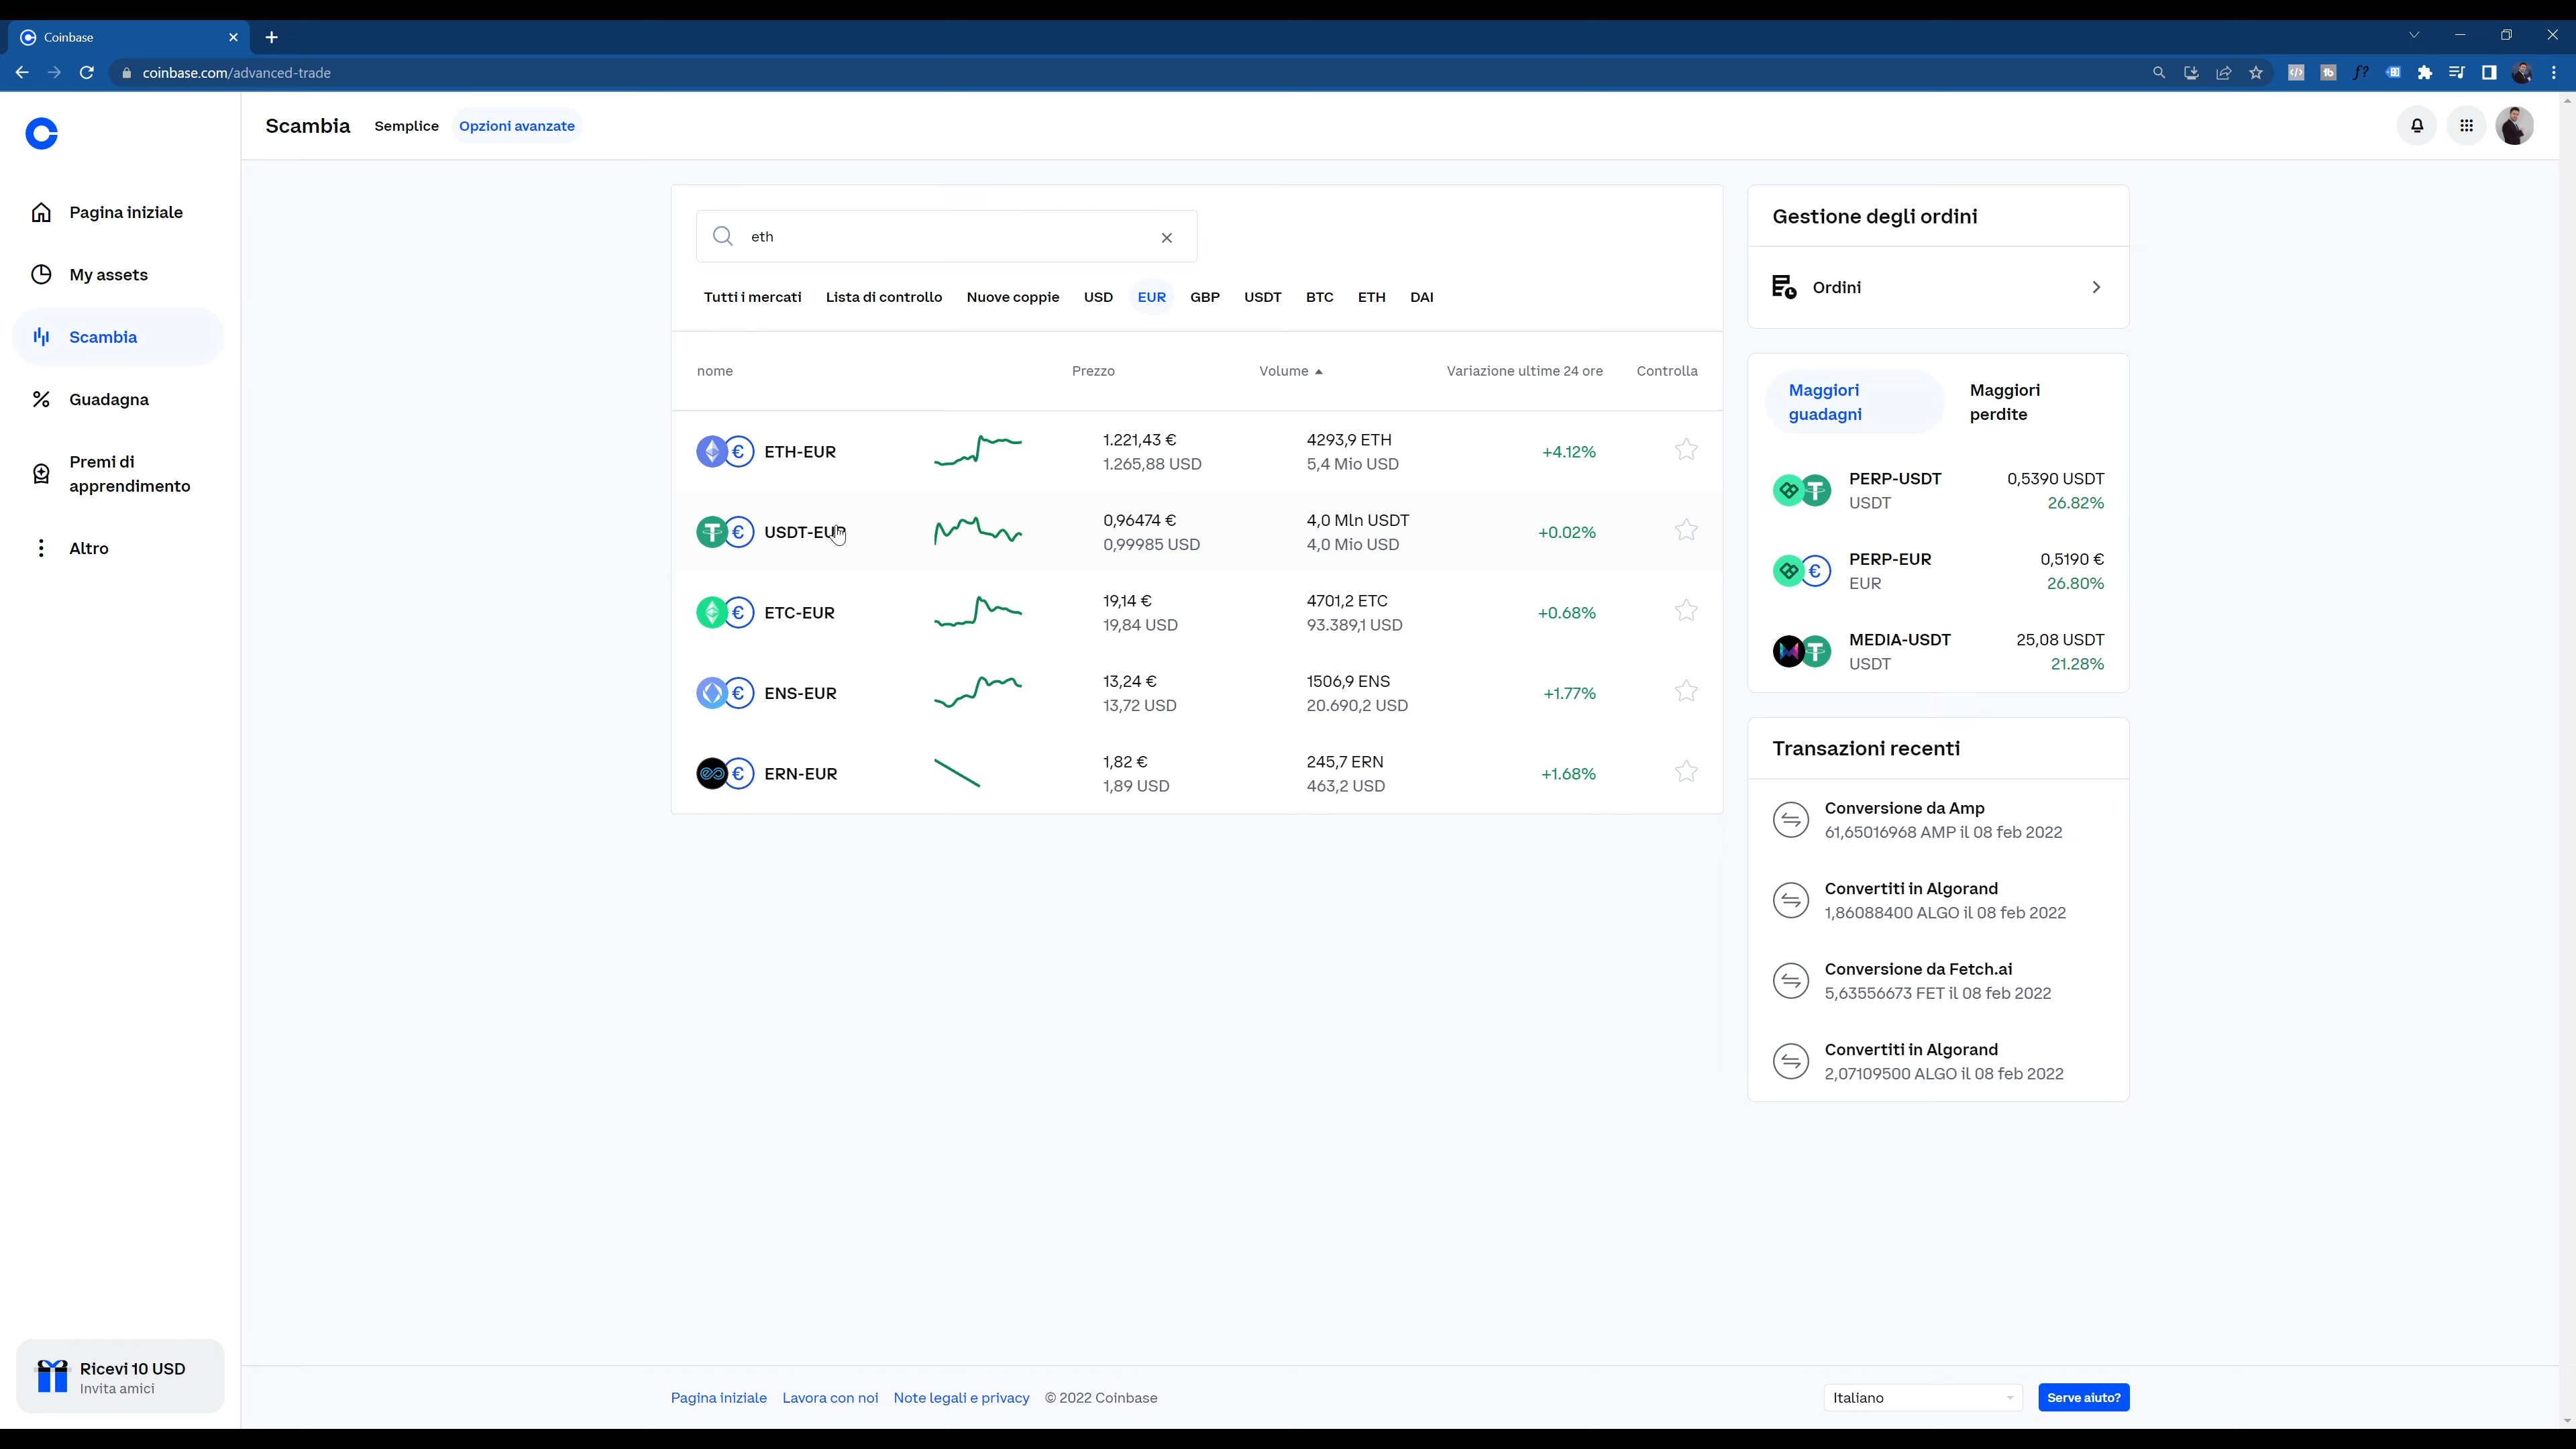 Coinbase
coinbase.com/advanced-trade
Scambia
Semplice
Opzioni avanzate
Pagina iniziale
My assets
Scambia
Guadagna
Premi di
apprendimento
Altro
Ricevi 10 USD
Invita amici
eth
Tutti i mercati
Lista di controllo
Nuove coppie
USD
EUR
GBP
USDT
BTC
ETH
DAI
nome
Prezzo
Volume
Variazione ultime 24 ore
Controlla
ETH-EUR
1.221,43 €
1.265,88 USD
4293,9 ETH
5,4 Mio USD
+4.12%
USDT-EUR
0,96474 €
0,99985 USD
4,0 Mln USDT
4,0 Mio USD
+0.02%
ETC-EUR
19,14 €
19,84 USD
4701,2 ETC
93.389,1 USD
+0.68%
ENS-EUR
13,24 €
13,72 USD
1506,9 ENS
20.690,2 USD
+1.77%
ERN-EUR
1,82 €
1,89 USD
245,7 ERN
463,2 USD
+1.68%
Gestione degli ordini
Ordini
Maggiori
guadagni
Maggiori
perdite
PERP-USDT
USDT
0,5390 USDT
26.82%
PERP-EUR
EUR
0,5190 €
26.80%
MEDIA-USDT
USDT
25,08 USDT
21.28%
Transazioni recenti
Conversione da Amp
61,65016968 AMP il 08 feb 2022
Convertiti in Algorand
1,86088400 ALGO il 08 feb 2022
Conversione da Fetch.ai
5,63556673 FET il 08 feb 2022
Convertiti in Algorand
2,07109500 ALGO il 08 feb 2022
Pagina iniziale
Lavora con noi
Note legali e privacy
© 2022 Coinbase
Italiano
Serve aiuto?